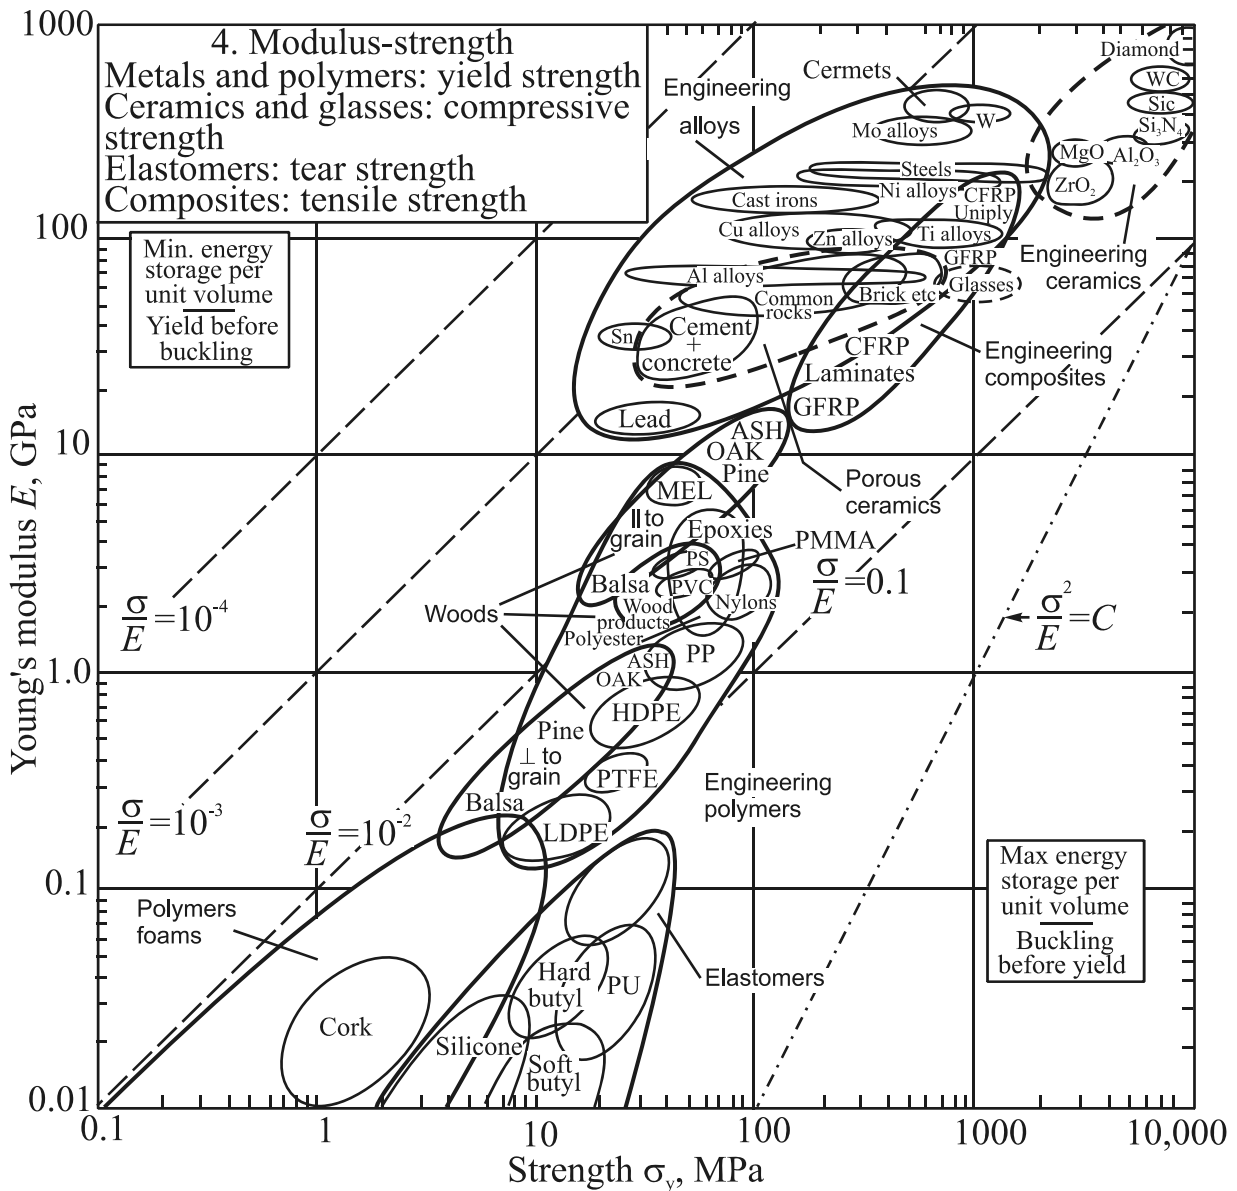 1000
100
10
1.0
0.1
0.01
Young's modulus E, GPa
4. Modulus-strength
Metals and polymers: yield strength
Ceramics and glasses: compressive
strength
Elastomers: tear strength
Composites: tensile strength
Min. energy
storage per
unit volume
Yield before
buckling
Engineering
alloys
Cermets
W
Mo alloys
Steels
Ni alloys
CFRP
Uniply
Cast irons
Cu alloys
Zn alloys
Ti alloys
GFRP
Al alloys
Common
rocks
Brick etc
Glasses
Sn
Cement
+
concrete
CFRP
Laminates
GFRP
Lead
Diamond
WC
Sic
Si₃N₄
MgO
Al₂O₃
ZrO₂
Engineering
ceramics
Engineering
composites
Porous
ceramics
ASH
OAK
Pine
MEL
|| to
grain
Epoxies
PMMA
PS
Balsa
PVC
Wood
products
Nylons
Polyester
Woods
PP
ASH
OAK
HDPE
Pine
⊥ to
grain
PTFE
Balsa
LDPE
Engineering
polymers
σ/E=10⁻⁴
σ/E=10⁻³
σ/E=10⁻²
σ/E=0.1
σ²/E=C
Polymers
foams
Cork
Silicone
Hard
butyl
PU
Soft
butyl
Elastomers
Max energy
storage per
unit volume
Buckling
before yield
0.1
1
10
100
1000
10,000
Strength σy, MPa